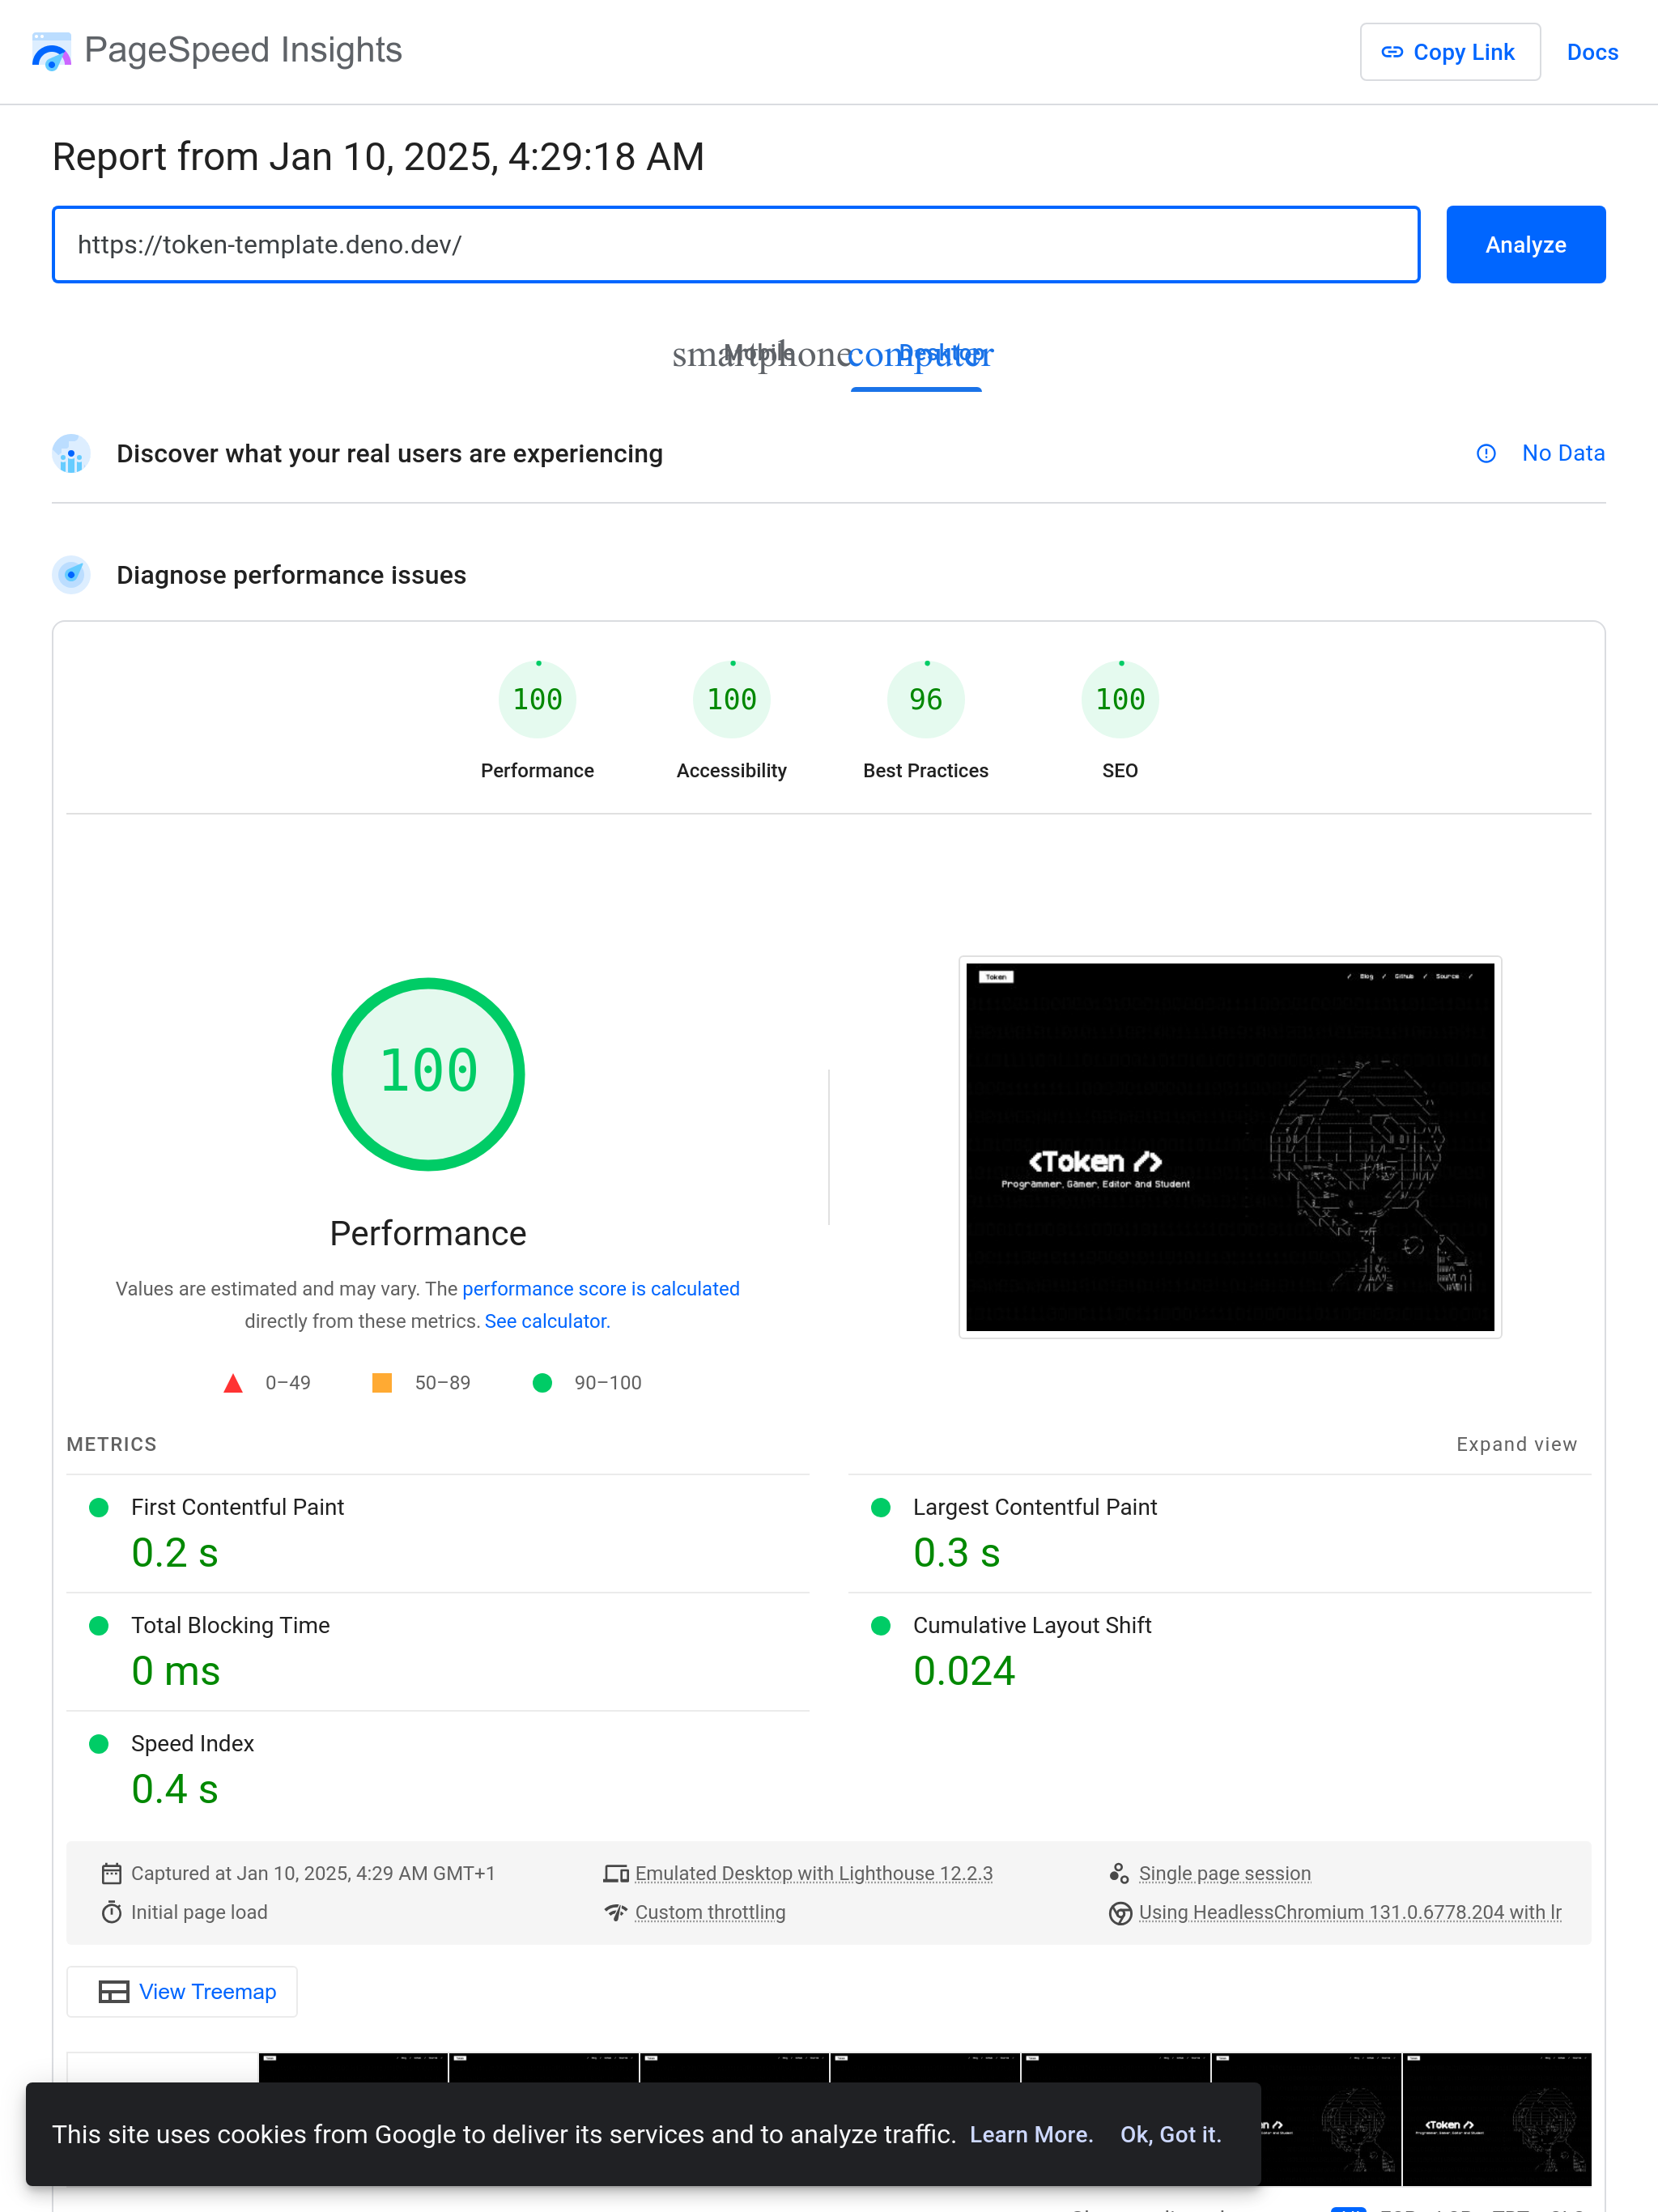 PageSpeed Insights
Copy Link
Docs
Report from Jan 10, 2025, 4:29:18 AM
https://token-template.deno.dev/
Analyze
smartphone
Mobile
computer
Desktop
Discover what your real users are experiencing
No Data
Diagnose performance issues
100
100
96
100
Performance
Accessibility
Best Practices
SEO
100
Performance
Values are estimated and may vary. The performance score is calculated
directly from these metrics. See calculator.
0–49
50–89
90–100
Token
/ Blog / Github / Source /
<Token />
Programmer, Gamer, Editor and Student
METRICS
Expand view
First Contentful Paint
0.2 s
Largest Contentful Paint
0.3 s
Total Blocking Time
0 ms
Cumulative Layout Shift
0.024
Speed Index
0.4 s
Captured at Jan 10, 2025, 4:29 AM GMT+1
Emulated Desktop with Lighthouse 12.2.3
Single page session
Initial page load
Custom throttling
Using HeadlessChromium 131.0.6778.204 with lr
View Treemap
<Token />
This site uses cookies from Google to deliver its services and to analyze traffic. Learn More. Ok, Got it.